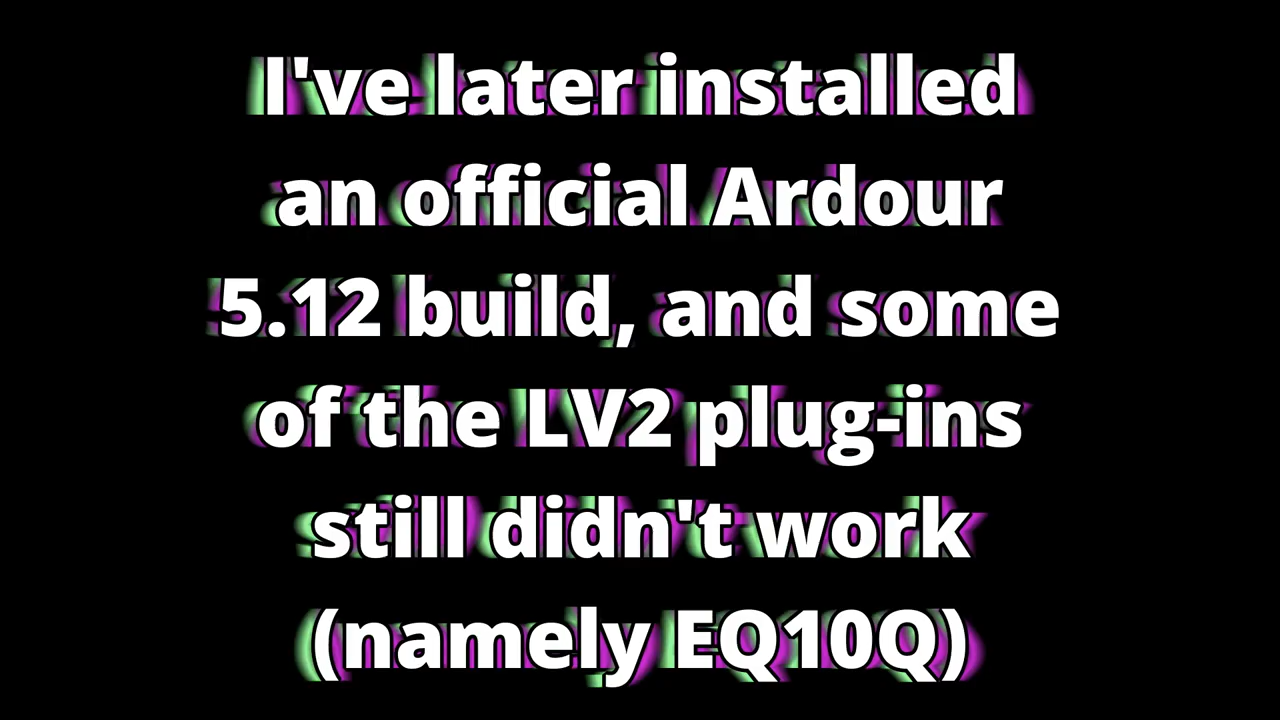 I've later installed
an official Ardour
5.12 build, and some
of the LV2 plug-ins
still didn't work
(namely EQ10Q)